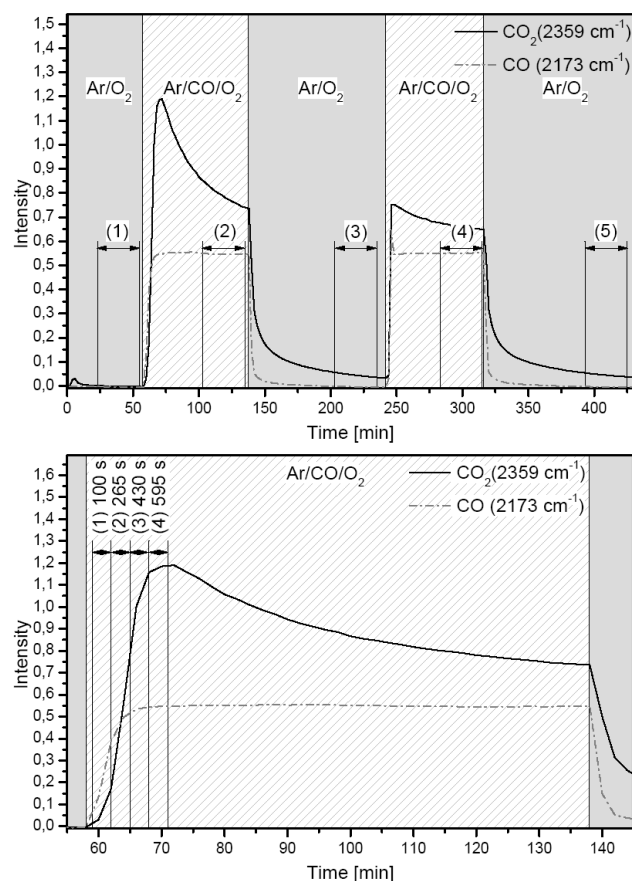 1,5
1,4
1,3
1,2
1,1
1,0
0,9
0,8
0,7
0,6
0,5
0,4
0,3
0,2
0,1
0,0
Intensity
CO2(2359 cm-1)
CO (2173 cm-1)
Ar/O2 Ar/CO/O2 Ar/O2 Ar/CO/O2 Ar/O2
(1) (2) (3) (4) (5)
0 50 100 150 200 250 300 350 400
Time [min]
1,6
1,5
1,4
1,3
1,2
1,1
1,0
0,9
0,8
0,7
0,6
0,5
0,4
0,3
0,2
0,1
0,0
Intensity
(1) 100 s
(2) 265 s
(3) 430 s
(4) 595 s
Ar/CO/O2
CO2(2359 cm-1)
CO (2173 cm-1)
60 70 80 90 100 110 120 130 140
Time [min]